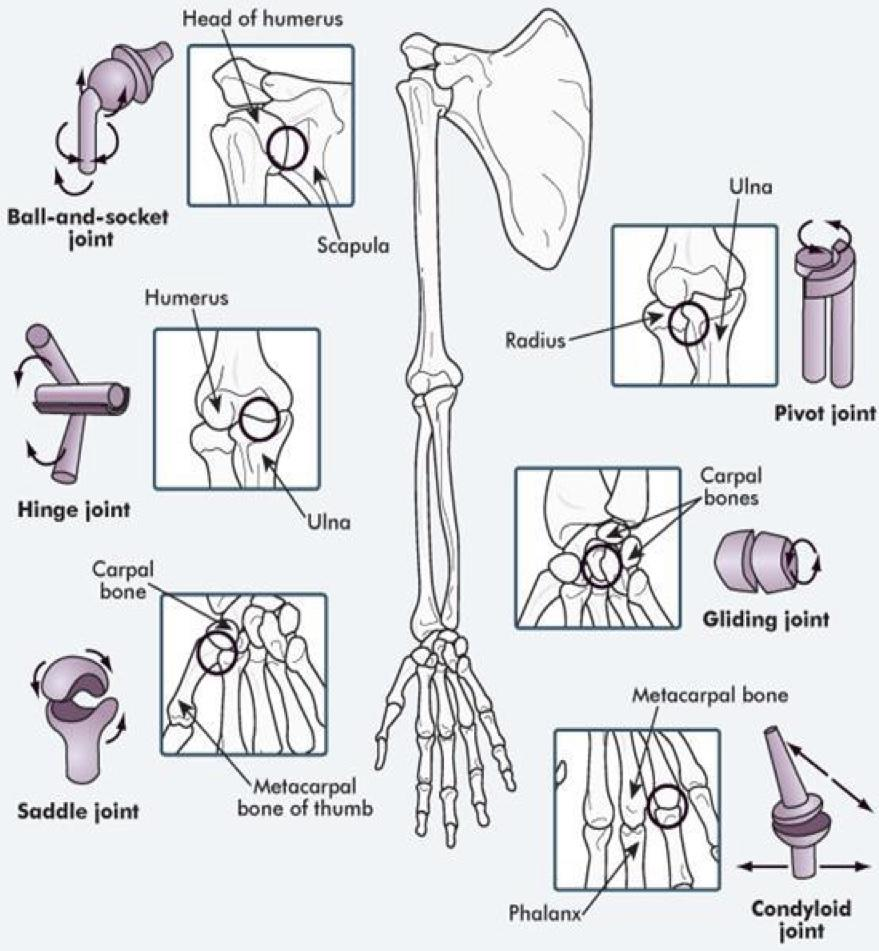 Head of humerus
Ball-and-socket
joint
Scapula
Ulna
Radius
Pivot joint
Humerus
Hinge joint
Ulna
Carpal
bones
Gliding joint
Carpal
bone
Saddle joint
Metacarpal
bone of thumb
Metacarpal bone
Phalanx
Condyloid
joint